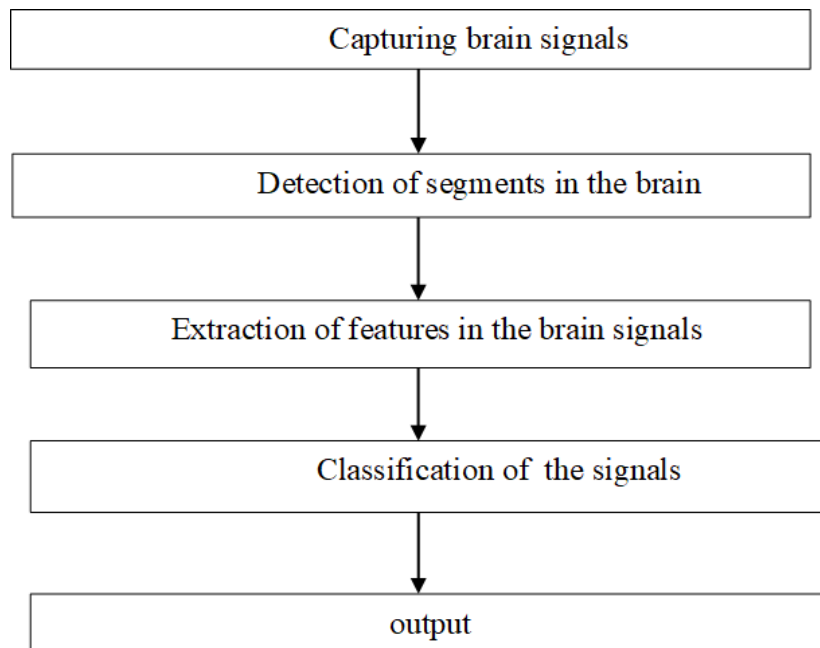 Capturing brain signals
Detection of segments in the brain
Extraction of features in the brain signals
Classification of the signals
output